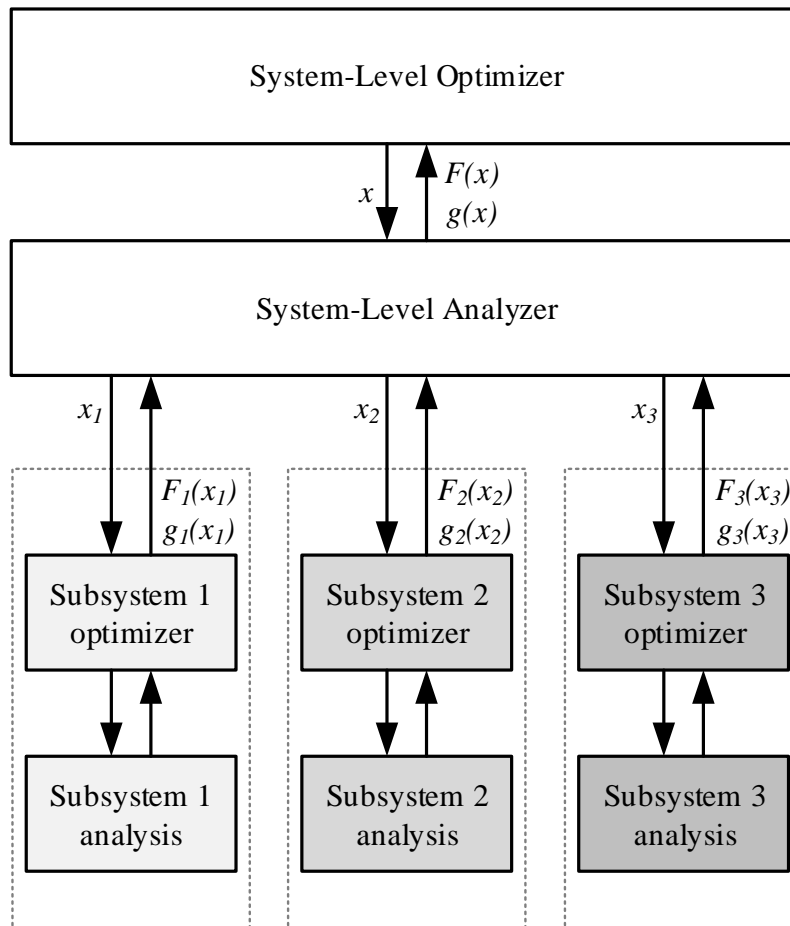 System-Level Optimizer
x
F(x)
g(x)
System-Level Analyzer
x₁
x₂
x₃
F₁(x₁)
g₁(x₁)
F₂(x₂)
g₂(x₂)
F₃(x₃)
g₃(x₃)
Subsystem 1
optimizer
Subsystem 2
optimizer
Subsystem 3
optimizer
Subsystem 1
analysis
Subsystem 2
analysis
Subsystem 3
analysis